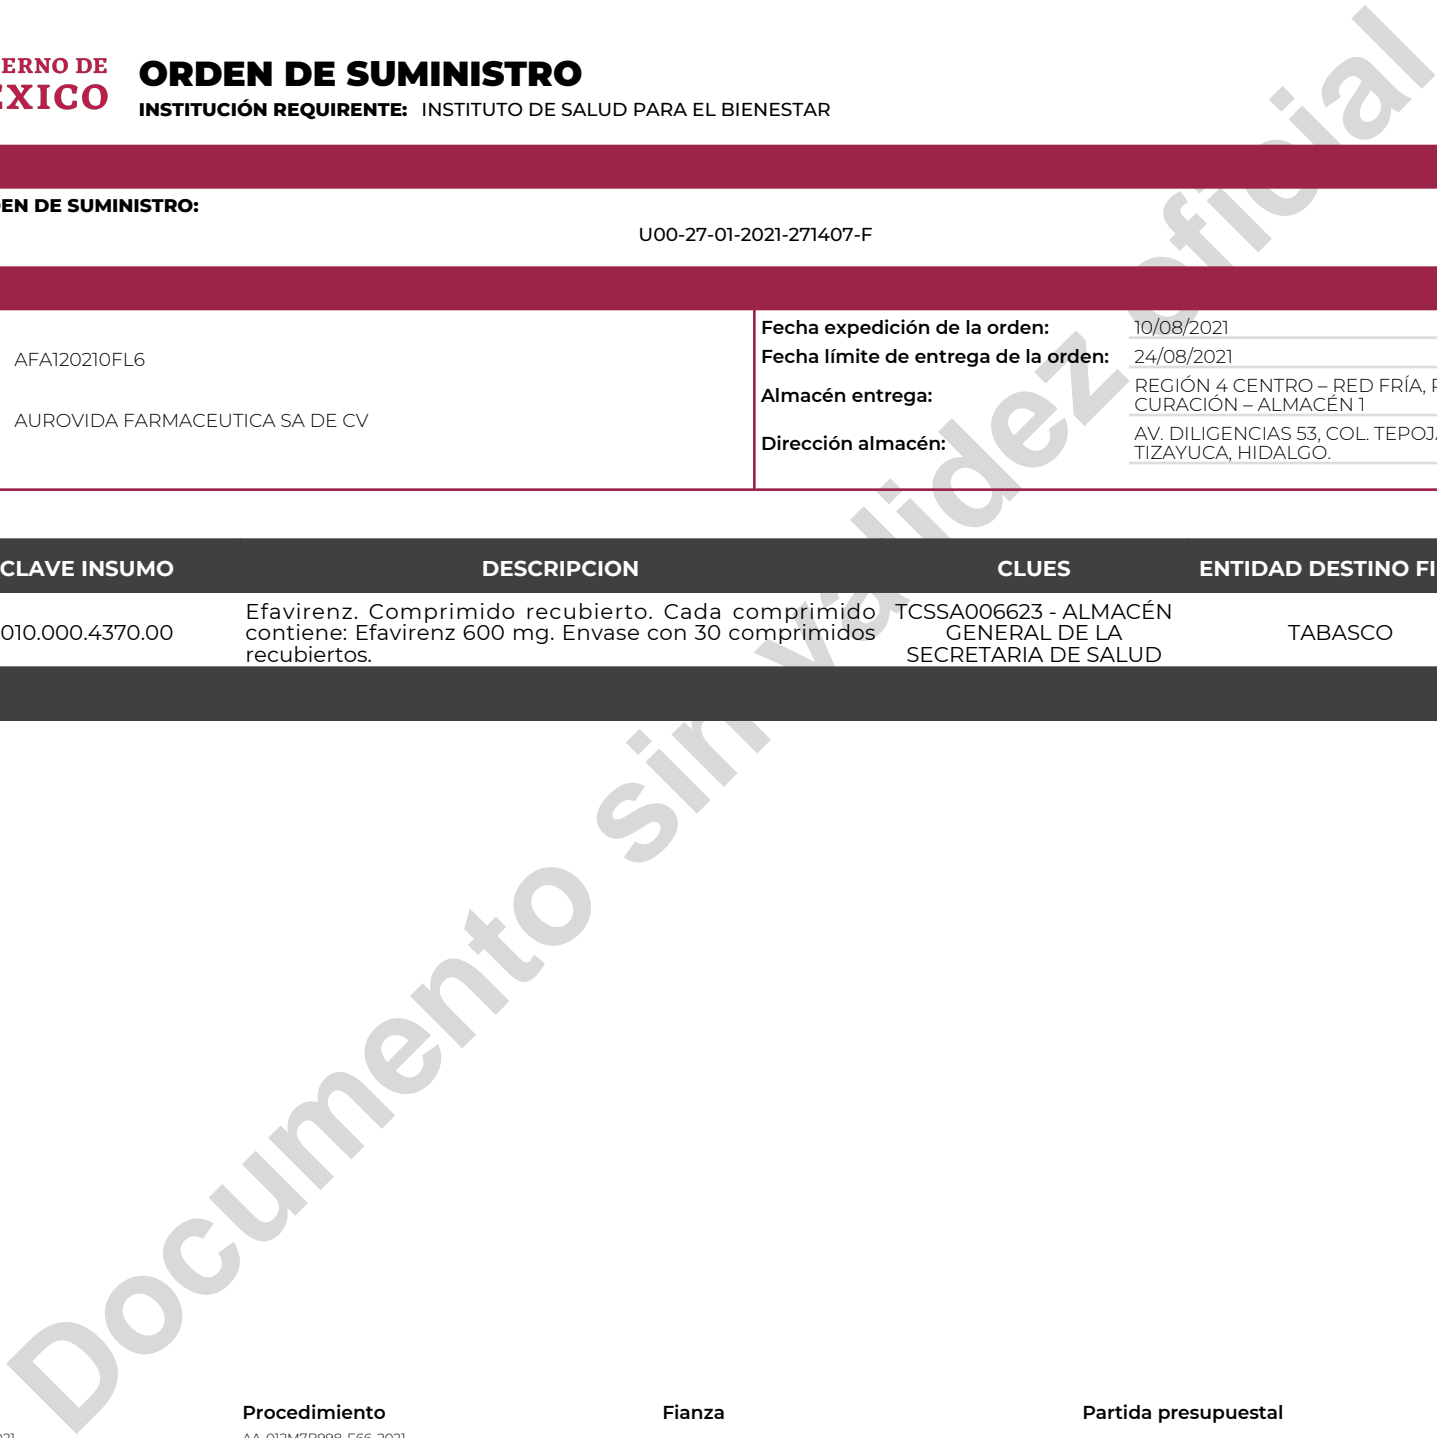 ERNO DE
ORDEN DE SUMINISTRO
INSTITUCIÓN REQUIRENTE: INSTITUTO DE SALUD PARA EL BIENESTAR
DE SUMINISTRO:
U00-27-01-2021-271407-F
AFA120210FL6
AUROVIDA FARMACEUTICA SA DE CV
Fecha expedición de la orden: 10/08/2021
Fecha límite de entrega de la orden: 24/08/2021
Almacén entrega: REGIÓN 4 CENTRO – RED FRÍA,
CURACIÓN – ALMACÉN 1
Dirección almacén: AV. DILIGENCIAS 53, COL.
TIZAYUCA, HIDALGO.
CLAVE INSUMO DESCRIPCION CLUES ENTIDAD DESTINO
010.000.4370.00
Efavirenz. Comprimido recubierto. Cada comprimido
contiene: Efavirenz 600 mg. Envase con 30 comprimidos
recubiertos.
TCSSA006623 - ALMACÉN
GENERAL DE LA
SECRETARIA DE SALUD
TABASCO
Documento sin validez oficial
Procedimiento Fianza Partida presupuestal